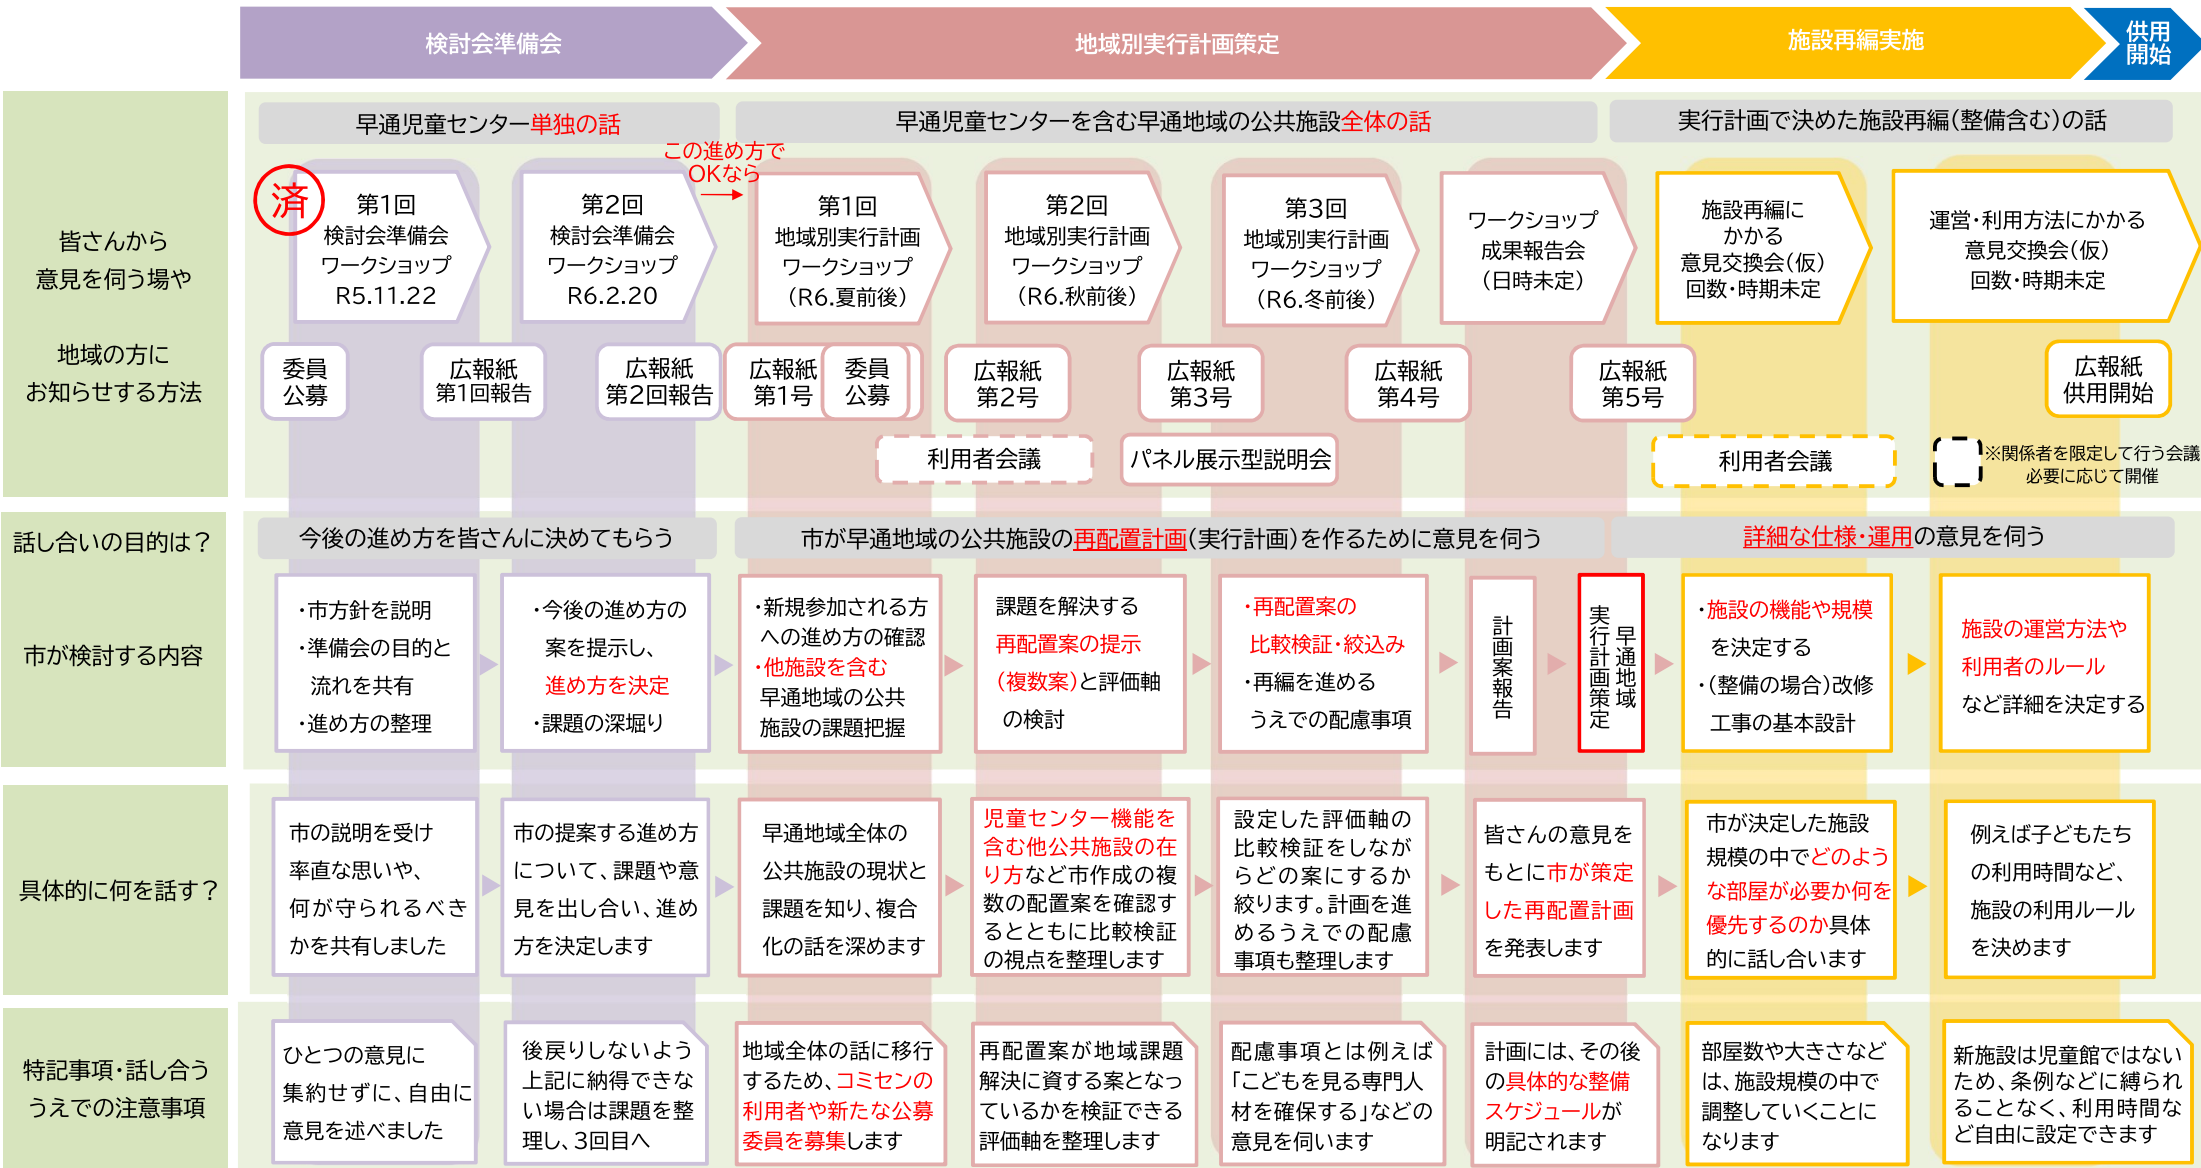 検討会準備会
地域別実行計画策定
施設再編実施
供用
開始
皆さんから
意見を伺う場や
地域の方に
お知らせする方法
早通児童センター単独の話
早通児童センターを含む早通地域の公共施設全体の話
実行計画で決めた施設再編(整備含む)の話
済
第1回
検討会準備会
ワークショップ
R5.11.22
第2回
検討会準備会
ワークショップ
R6.2.20
この進め方で
OKなら
第1回
地域別実行計画
ワークショップ
(R6.夏前後)
第2回
地域別実行計画
ワークショップ
(R6.秋前後)
第3回
地域別実行計画
ワークショップ
(R6.冬前後)
ワークショップ
成果報告会
(日時未定)
施設再編に
かかる
意見交換会(仮)
回数・時期未定
運営・利用方法にかかる
意見交換会(仮)
回数・時期未定
委員
公募
広報紙
第1回報告
広報紙
第2回報告
広報紙
第1号
委員
公募
広報紙
第2号
広報紙
第3号
広報紙
第4号
広報紙
第5号
広報紙
供用開始
利用者会議
パネル展示型説明会
利用者会議
※関係者を限定して行う会議
必要に応じて開催
話し合いの目的は?
市が検討する内容
今後の進め方を皆さんに決めてもらう
市が早通地域の公共施設の再配置計画(実行計画)を作るために意見を伺う
詳細な仕様・運用の意見を伺う
・市方針を説明
・準備会の目的と
流れを共有
・進め方の整理
・今後の進め方の
案を提示し、
進め方を決定
・課題の深堀り
・新規参加される方
への進め方の確認
・他施設を含む
早通地域の公共
施設の課題把握
課題を解決する
再配置案の提示
(複数案)と評価軸
の検討
・再配置案の
比較検証・絞込み
・再編を進める
うえでの配慮事項
計画案報告
早通地域
実行計画策定
・施設の機能や規模
を決定する
・(整備の場合)改修
工事の基本設計
施設の運営方法や
利用者のルール
など詳細を決定する
具体的に何を話す?
市の説明を受け
率直な思いや、
何が守られるべき
かを共有しました
市の提案する進め方
について、課題や意
見を出し合い、進め
方を決定します
早通地域全体の
公共施設の現状と
課題を知り、複合
化の話を深めます
児童センター機能を
含む他公共施設の在
り方など市作成の複
数の配置案を確認す
るとともに比較検証
の視点を整理します
設定した評価軸の
比較検証をしなが
らどの案にするか
絞ります。計画を進
めるうえでの配慮
事項も整理します
皆さんの意見を
もとに市が策定
した再配置計画
を発表します
市が決定した施設
規模の中でどのよう
な部屋が必要か何を
優先するのか具体
的に話し合います
例えば子どもたち
の利用時間など、
施設の利用ルール
を決めます
特記事項・話し合う
うえでの注意事項
ひとつの意見に
集約せずに、自由に
意見を述べました
後戻りしないよう
上記に納得できな
い場合は課題を整
理し、3回目へ
地域全体の話に移行
するため、コミセンの
利用者や新たな公募
委員を募集します
再配置案が地域課題
解決に資する案となっ
ているかを検証できる
評価軸を整理します
配慮事項とは例えば
「こどもを見る専門人
材を確保する」などの
意見を伺います
計画には、その後
の具体的な整備
スケジュールが
明記されます
部屋数や大きさなど
は、施設規模の中で
調整していくことに
なります
新施設は児童館ではない
ため、条例などに縛られ
ることなく、利用時間な
ど自由に設定できます